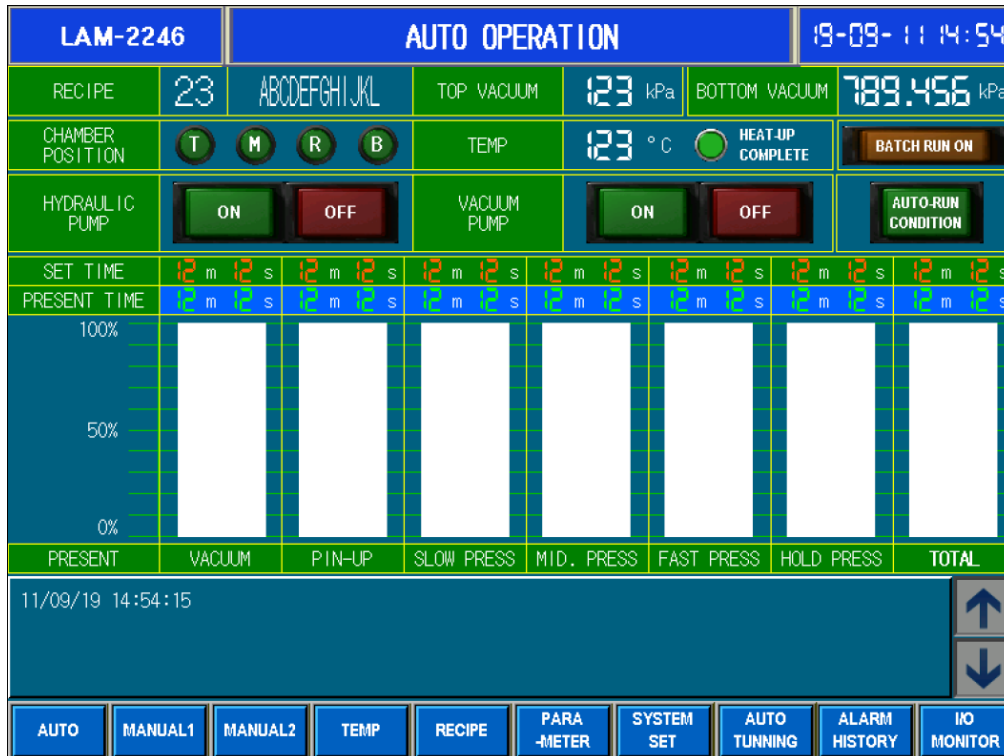 LAM-2246
AUTO OPERATION
19-09-11 14:54
RECIPE
23
ABCDEFGHIJKL
TOP VACUUM
123 kPa
BOTTOM VACUUM
789.456 kPa
CHAMBER
POSITION
T
M
R
B
TEMP
123 °C
HEAT-UP
COMPLETE
BATCH RUN ON
HYDRAULIC
PUMP
ON
OFF
VACUUM
PUMP
ON
OFF
AUTO-RUN
CONDITION
SET TIME
12 m 12 s
12 m 12 s
12 m 12 s
12 m 12 s
12 m 12 s
12 m 12 s
12 m 12 s
PRESENT TIME
12 m 12 s
12 m 12 s
12 m 12 s
12 m 12 s
12 m 12 s
12 m 12 s
12 m 12 s
100%
50%
0%
PRESENT
VACUUM
PIN-UP
SLOW PRESS
MID. PRESS
FAST PRESS
HOLD PRESS
TOTAL
11/09/19 14:54:15
AUTO
MANUAL1
MANUAL2
TEMP
RECIPE
PARA
-METER
SYSTEM
SET
AUTO
TUNNING
ALARM
HISTORY
I/O
MONITOR